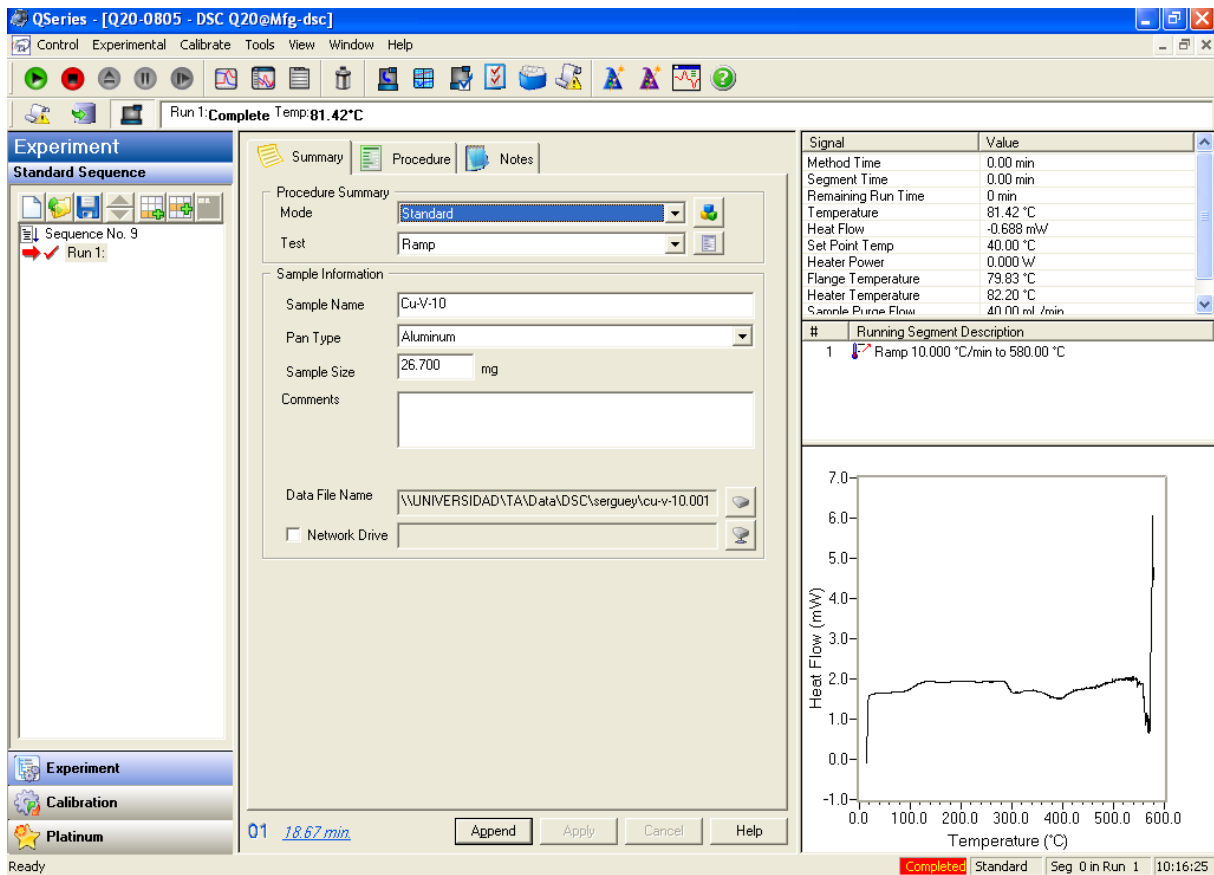 QSeries - [Q20-0805 - DSC Q20@Mfg-dsc]
Control Experimental Calibrate Tools View Window Help
Run 1:Complete Temp:81.42°C
Experiment
Standard Sequence
Sequence No. 9
Run 1:
Experiment
Calibration
Platinum
Summary Procedure Notes
Procedure Summary
Mode Standard
Test Ramp
Sample Information
Sample Name Cu-V-10
Pan Type Aluminum
Sample Size 26.700 mg
Comments
Data File Name \\UNIVERSIDAD\TA\Data\DSC\serguey\cu-v-10.001
Network Drive
01 18.67 min. Append Apply Cancel Help
Signal Value
Method Time 0.00 min
Segment Time 0.00 min
Remaining Run Time 0 min
Temperature 81.42 °C
Heat Flow -0.688 mW
Set Point Temp 40.00 °C
Heater Power 0.000 W
Flange Temperature 79.83 °C
Heater Temperature 82.20 °C
Sample Purge Flow 40.00 mL/min
# Running Segment Description
1 Ramp 10.000 °C/min to 580.00 °C
7.0
6.0
5.0
4.0
3.0
2.0
1.0
0.0
-1.0
Heat Flow (mW)
0.0 100.0 200.0 300.0 400.0 500.0 600.0
Temperature (°C)
Ready Completed Standard Seg 0 in Run 1 10:16:25